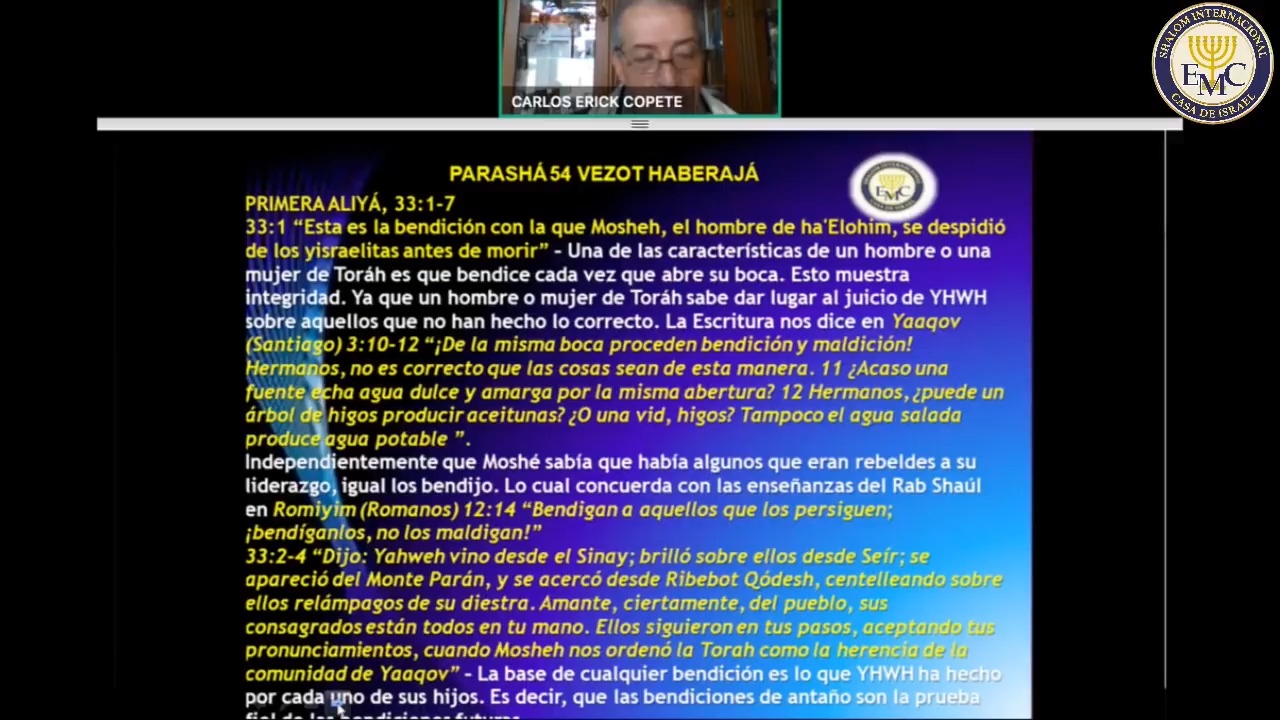 SHALOM INTERNACIONAL
EMC
CASA DE ISRAEL
CARLOS ERICK COPETE
PARASHÁ 54 VEZOT HABERAJÁ
EMC
PRIMERA ALIYÁ, 33:1-7
33:1 “Esta es la bendición con la que Mosheh, el hombre de ha'Elohim, se despidió
de los yisraelitas antes de morir” – Una de las características de un hombre o una
mujer de Toráh es que bendice cada vez que abre su boca. Esto muestra
integridad. Ya que un hombre o mujer de Toráh sabe dar lugar al juicio de YHWH
sobre aquellos que no han hecho lo correcto. La Escritura nos dice en Yaaqov
(Santiago) 3:10-12 “¡De la misma boca proceden bendición y maldición!
Hermanos, no es correcto que las cosas sean de esta manera. 11 ¿Acaso una
fuente echa agua dulce y amarga por la misma abertura? 12 Hermanos, ¿puede un
árbol de higos producir aceitunas? ¿O una vid, higos? Tampoco el agua salada
produce agua potable ”.
Independientemente que Moshé sabía que había algunos que eran rebeldes a su
liderazgo, igual los bendijo. Lo cual concuerda con las enseñanzas del Rab Shaúl
en Romiyim (Romanos) 12:14 “Bendigan a aquellos que los persiguen;
¡bendíganlos, no los maldigan!”
33:2-4 “Dijo: Yahweh vino desde el Sinay; brilló sobre ellos desde Seír; se
apareció del Monte Parán, y se acercó desde Ribebot Qódesh, centelleando sobre
ellos relámpagos de su diestra. Amante, ciertamente, del pueblo, sus
consagrados están todos en tu mano. Ellos siguieron en tus pasos, aceptando tus
pronunciamientos, cuando Mosheh nos ordenó la Torah como la herencia de la
comunidad de Yaaqov” – La base de cualquier bendición es lo que YHWH ha hecho
por cada uno de sus hijos. Es decir, que las bendiciones de antaño son la prueba